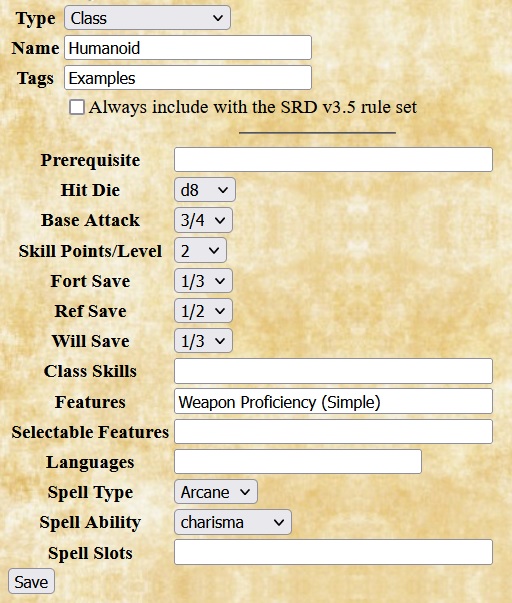 Type Class
Name Humanoid
Tags Examples
Always include with the SRD v3.5 rule set
Prerequisite
Hit Die d8
Base Attack 3/4
Skill Points/Level 2
Fort Save 1/3
Ref Save 1/2
Will Save 1/3
Class Skills
Features Weapon Proficiency (Simple)
Selectable Features
Languages
Spell Type Arcane
Spell Ability charisma
Spell Slots
Save